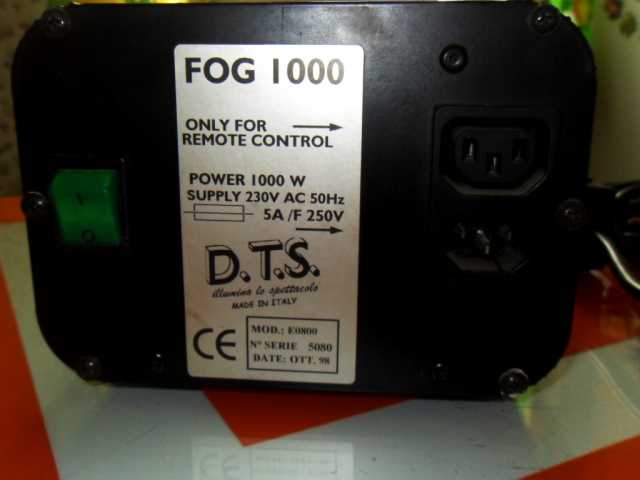 FOG 1000
ONLY FOR
REMOTE CONTROL
POWER 1000 W
SUPPLY 230V AC 50Hz
5A /F 250V
D.T.S.
illumina lo spettacolo
MADE IN ITALY
CE
MOD.: E0800
N° SERIE 5080
DATE: OTT. 98
I
O